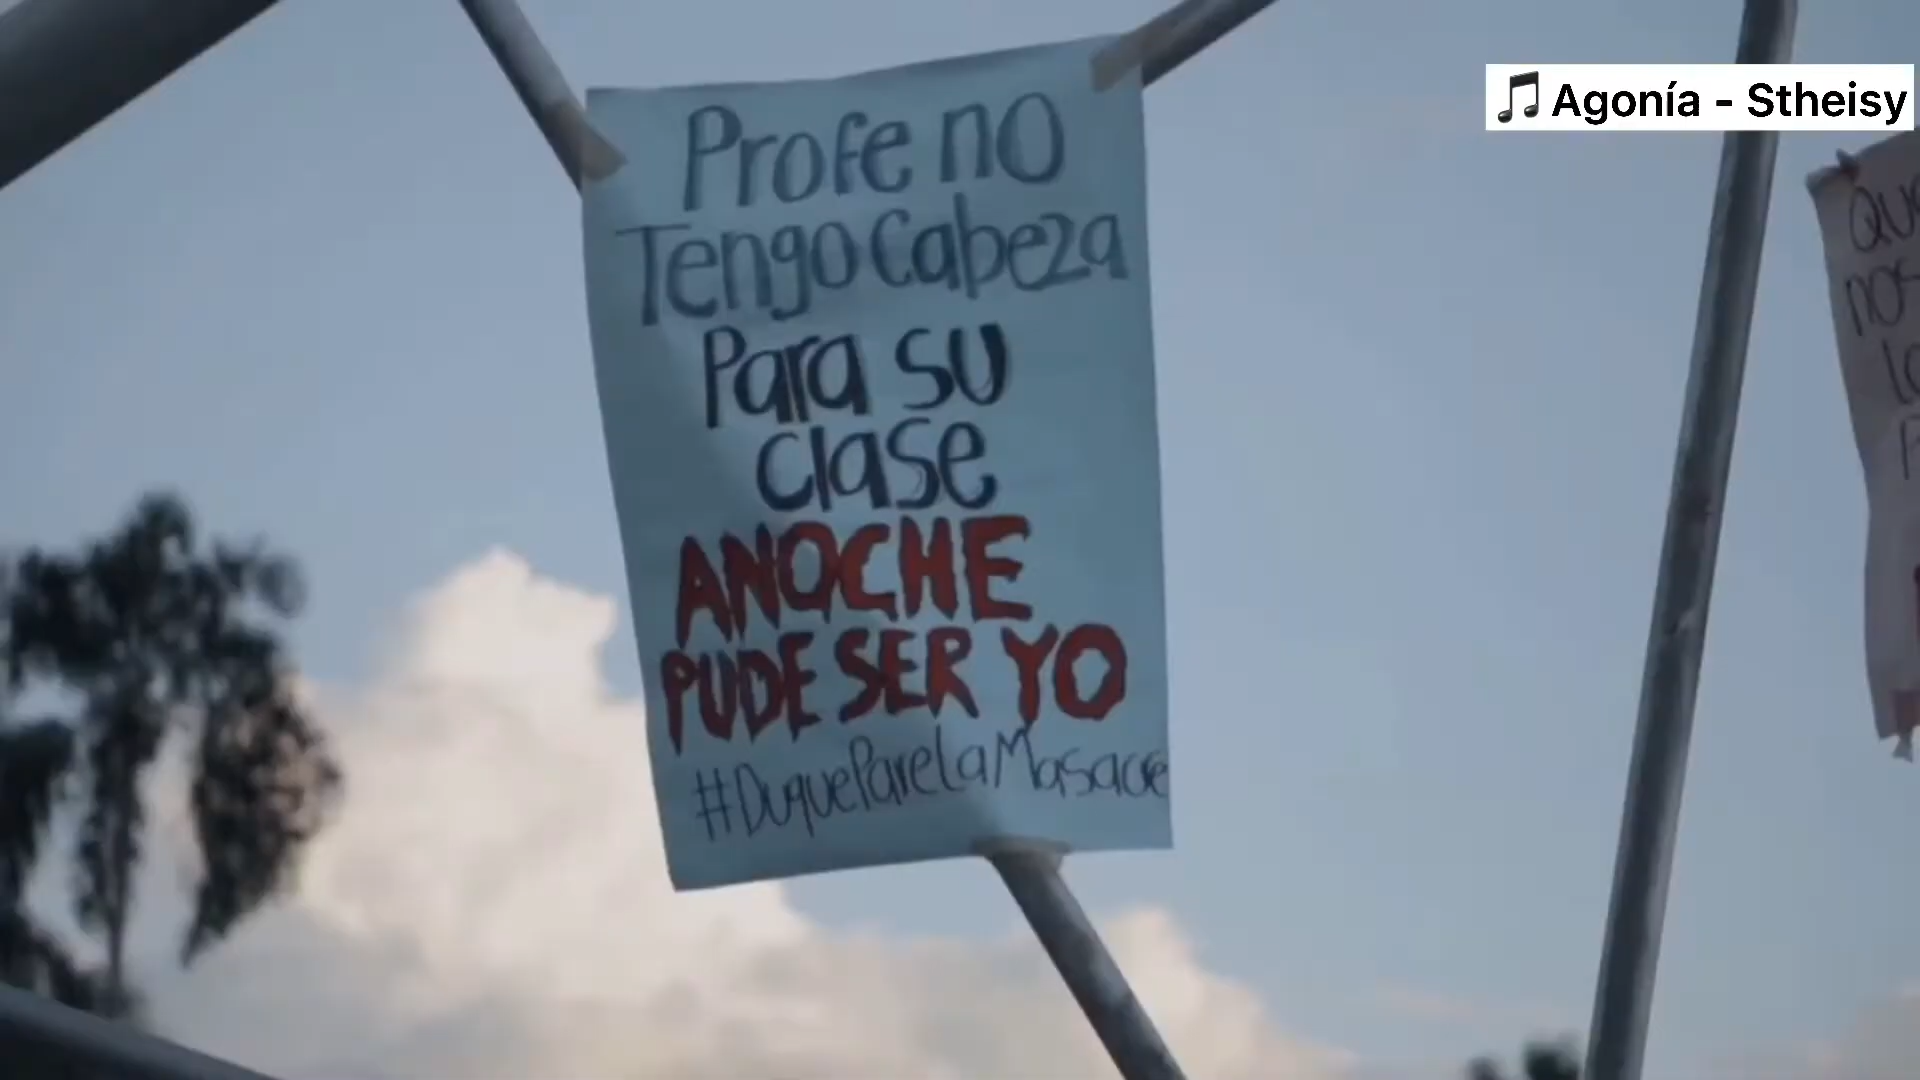 🎵 Agonía - Stheisy
Profe no
Tengo Cabeza
Para su
clase
ANOCHE
PUDE SER YO
#DuquePareLaMasacre